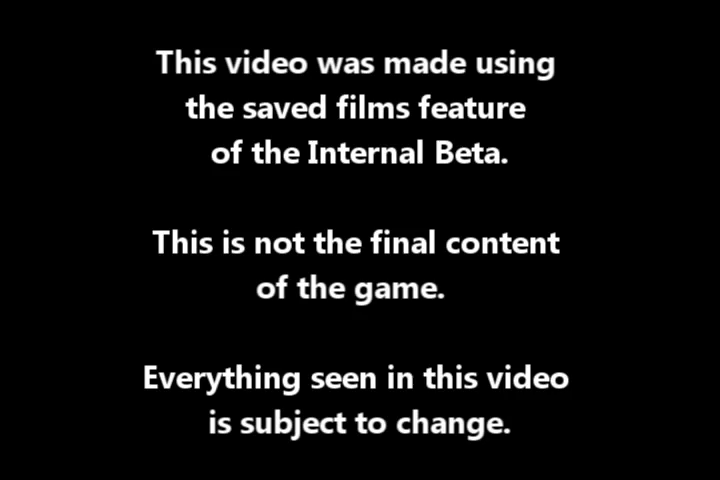 This video was made using
the saved films feature
of the Internal Beta.
This is not the final content
of the game.
Everything seen in this video
is subject to change.